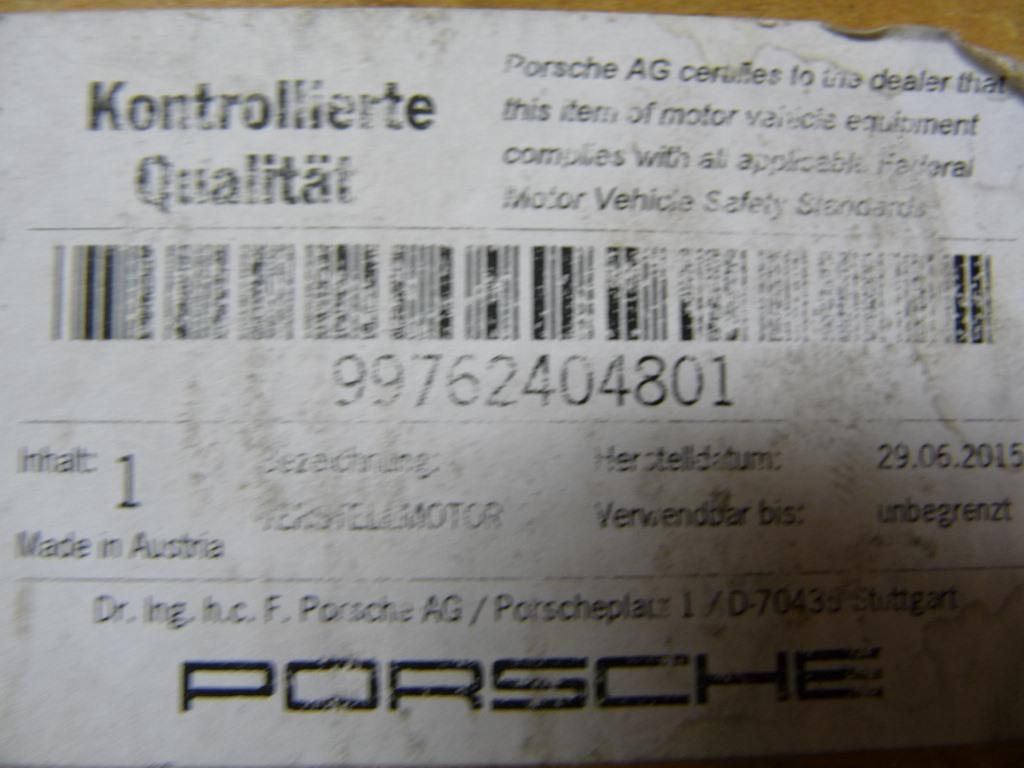 Kontrollierte
Qualität
Porsche AG certifies to the dealer that
this item of motor vehicle equipment
complies with all applicable Federal
Motor Vehicle Safety Standards
99762404801
Inhalt: 1
Made in Austria
Bezeichnung:
VERSTELLMOTOR
Herstelldatum: 29.06.2015
Verwendbar bis: unbegrenzt
Dr. Ing. h.c. F. Porsche AG / Porscheplatz 1 / D-70435 Stuttgart
PORSCHE